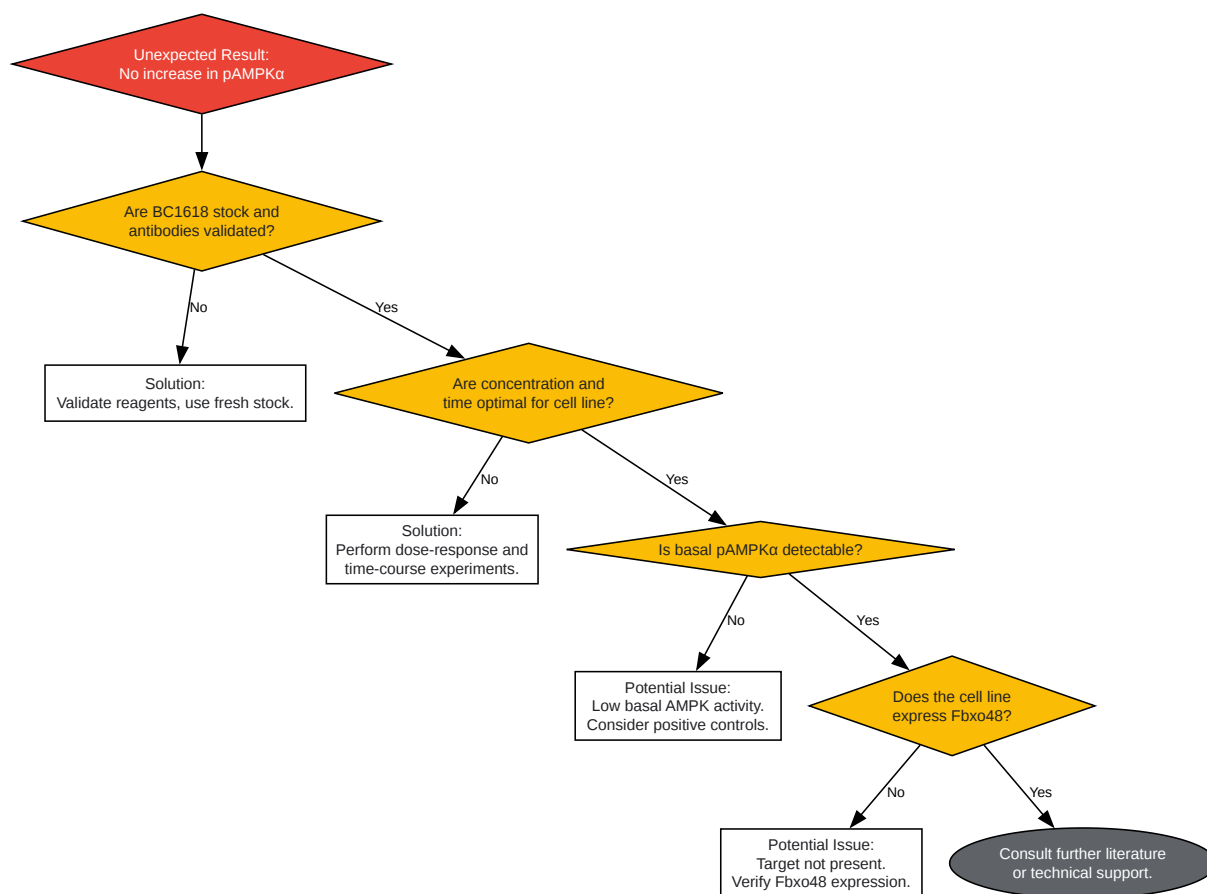 Unexpected Result:
No increase in pAMPKα
Are BC1618 stock and
antibodies validated?
No
Yes
Solution:
Validate reagents, use fresh stock.
Are concentration and
time optimal for cell line?
No
Yes
Solution:
Perform dose-response and
time-course experiments.
Is basal pAMPKα detectable?
No
Yes
Potential Issue:
Low basal AMPK activity.
Consider positive controls.
Does the cell line
express Fbxo48?
No
Yes
Potential Issue:
Target not present.
Verify Fbxo48 expression.
Consult further literature
or technical support.